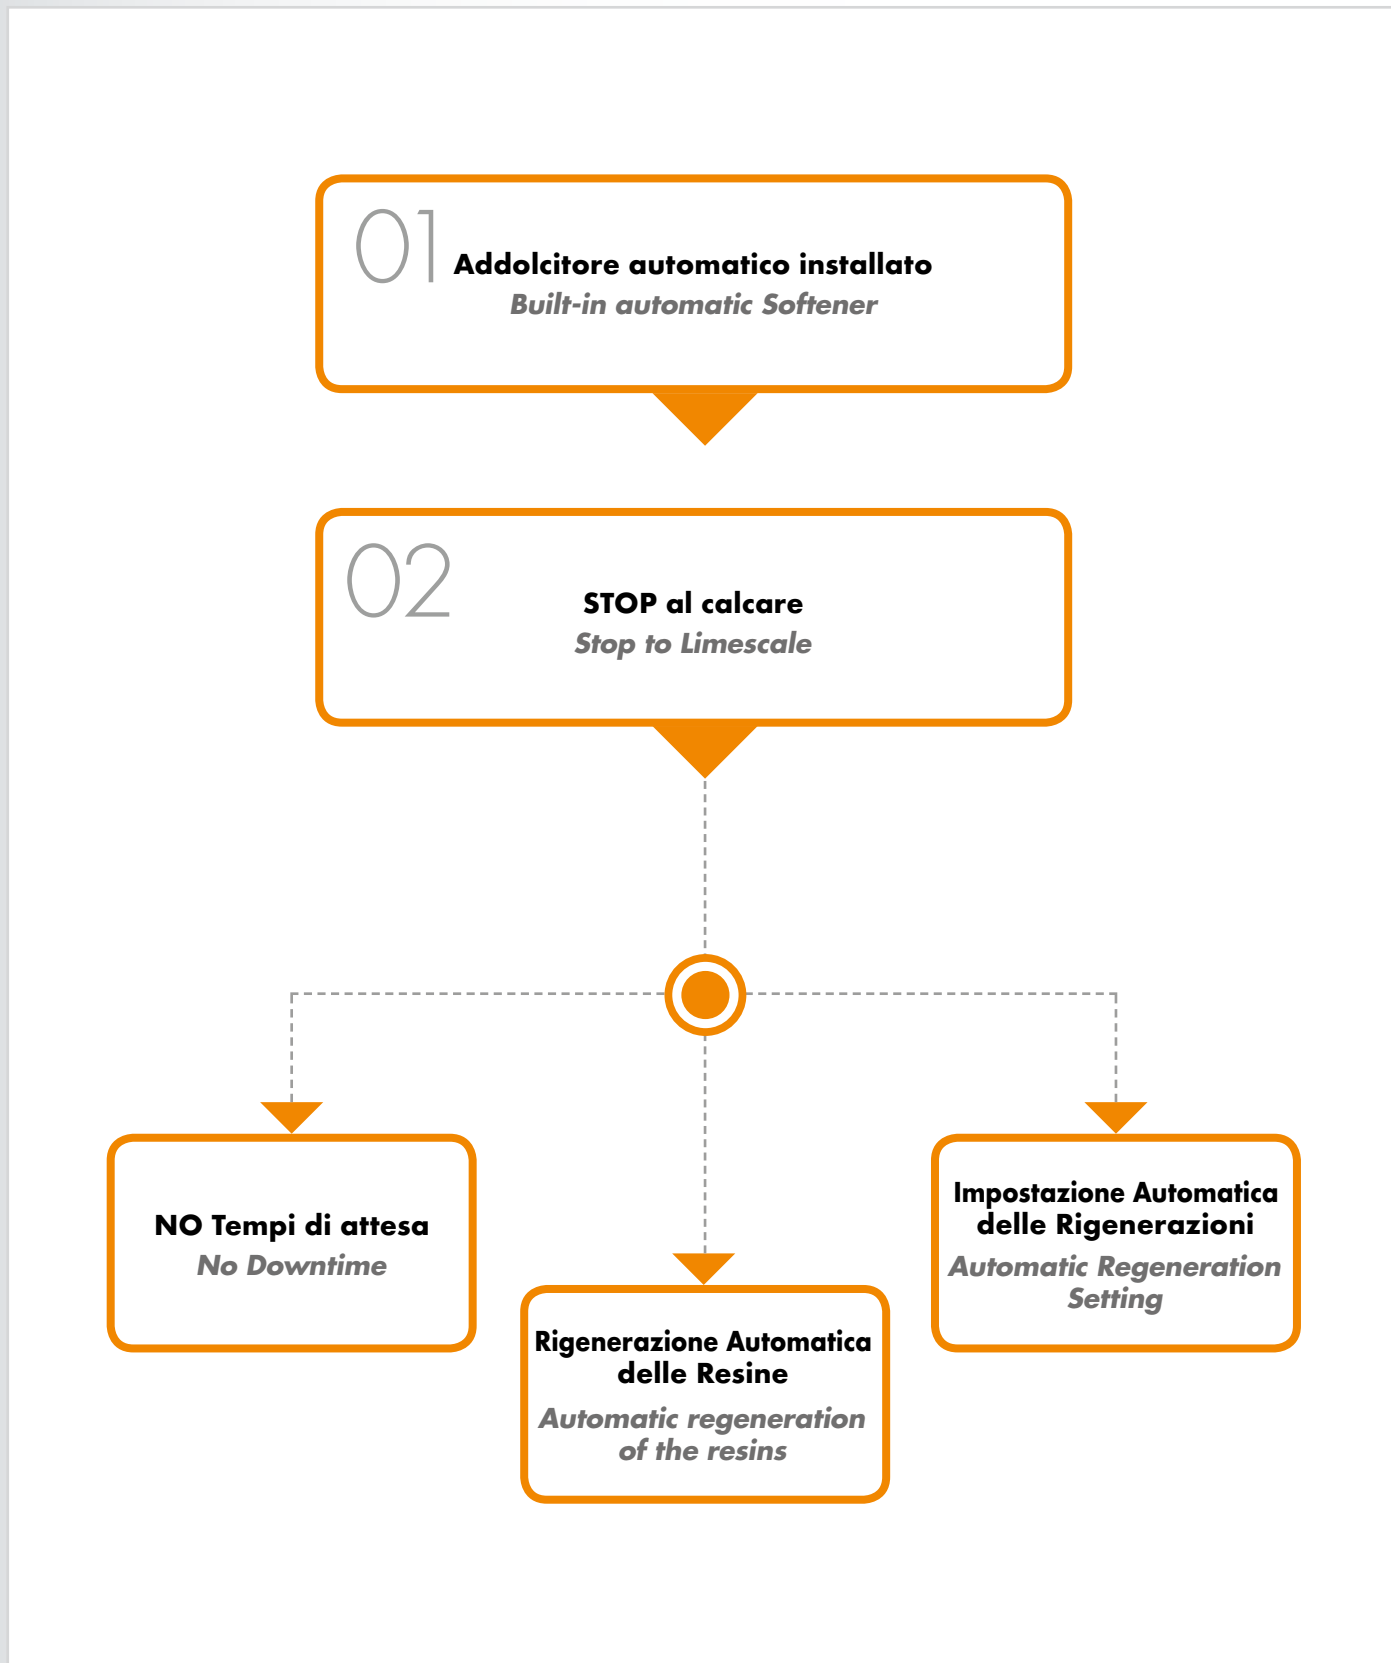 01
Addolcitore automatico installato
Built-in automatic Softener
02
STOP al calcare
Stop to Limescale
NO Tempi di attesa
No Downtime
Rigenerazione Automatica
delle Resine
Automatic regeneration
of the resins
Impostazione Automatica
delle Rigenerazioni
Automatic Regeneration
Setting